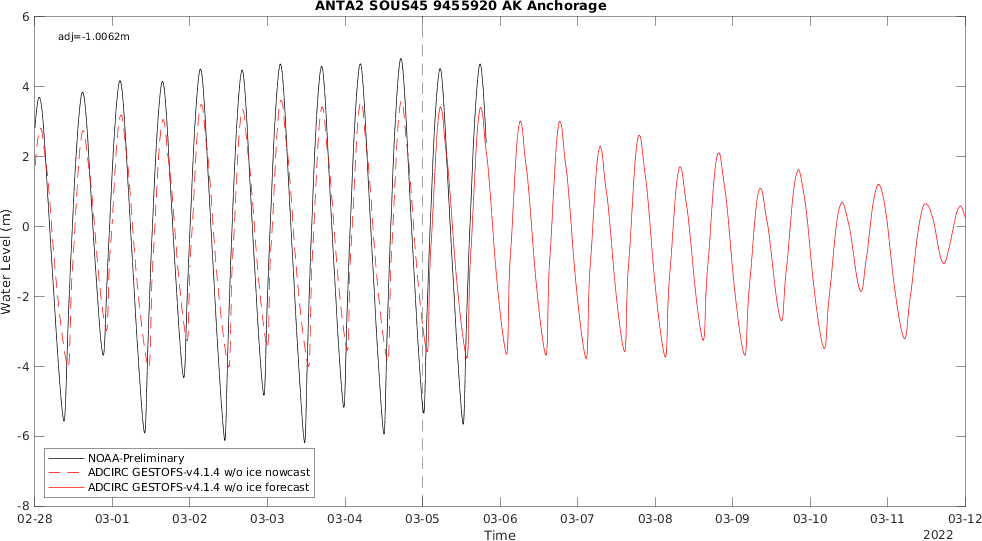 ANTA2 SOUS45 9455920 AK Anchorage
adj=-1.0062m
6
4
2
0
-2
-4
-6
-8
Water Level (m)
NOAA-Preliminary
ADCIRC GESTOFS-v4.1.4 w/o ice nowcast
ADCIRC GESTOFS-v4.1.4 w/o ice forecast
02-28 03-01 03-02 03-03 03-04 03-05 03-06 03-07 03-08 03-09 03-10 03-11 03-12
Time
2022